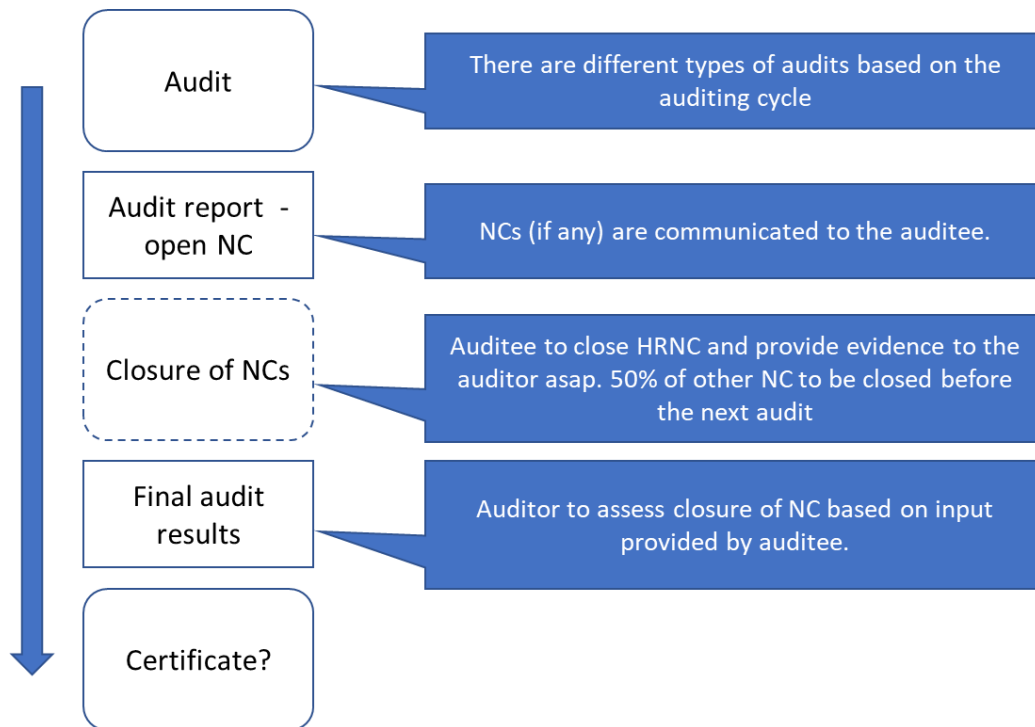 Audit
There are different types of audits based on the
auditing cycle
Audit report -
open NC
NCs (if any) are communicated to the auditee.
Closure of NCs
Auditee to close HRNC and provide evidence to the
auditor asap. 50% of other NC to be closed before
the next audit
Final audit
results
Auditor to assess closure of NC based on input
provided by auditee.
Certificate?